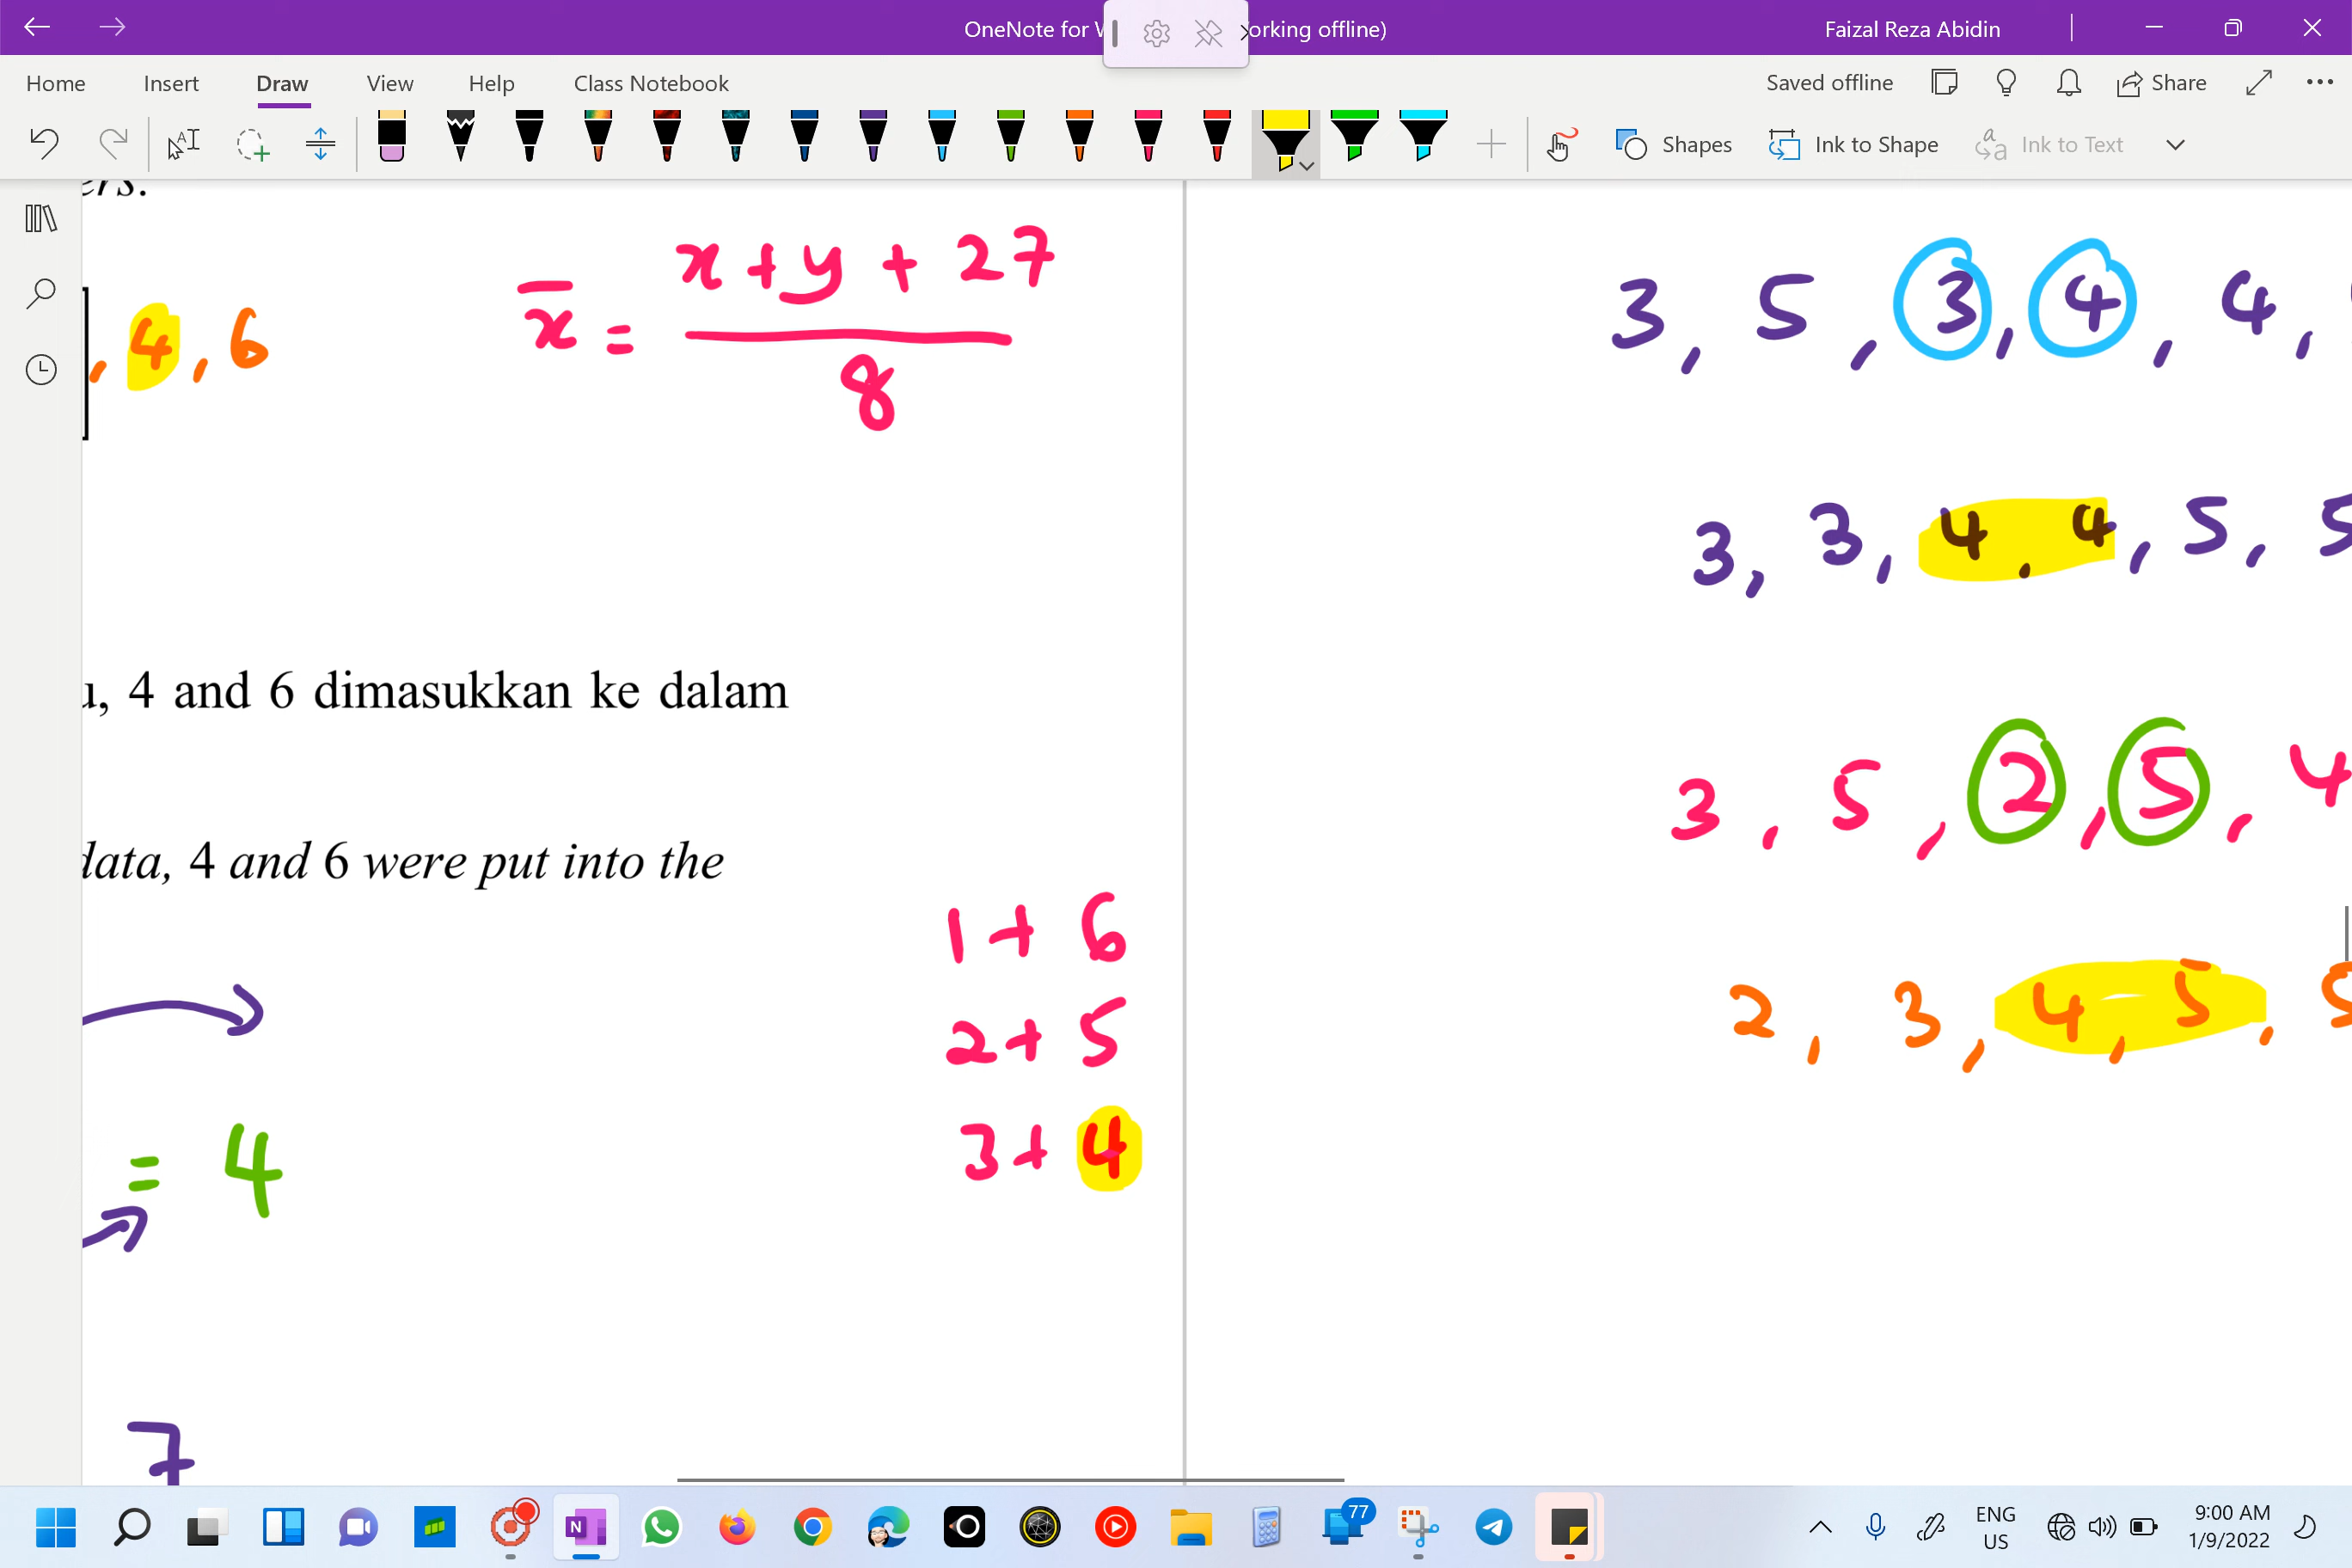 OneNote for W
orking offline)
Faizal Reza Abidin
Home Insert Draw View Help Class Notebook
Saved offline
Share
Shapes Ink to Shape Ink to Text
ers.
, 4, 6
x̄ = x + y + 27
8
u, 4 and 6 dimasukkan ke dalam
data, 4 and 6 were put into the
1 + 6
2 + 5
3 + 4
= 4
7
3, 5, 3, 4, 4,
3, 3, 4, 4, 5, 5
3, 5, 2, 5, 4
2, 3, 4, 5, 5
77
ENG
US
9:00 AM
1/9/2022